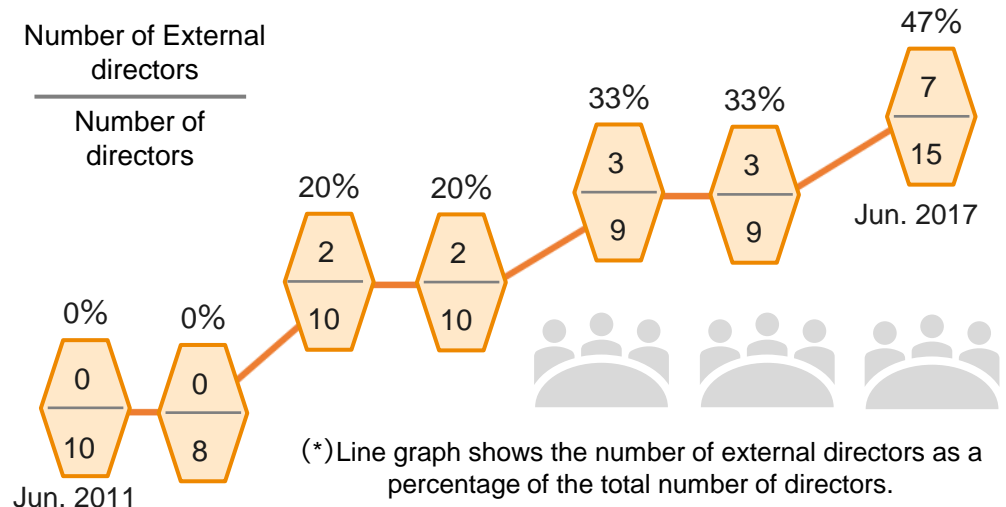 Number of External
directors
Number of
directors
0%
0
10
Jun. 2011
0%
0
8
20%
2
10
20%
2
10
33%
3
9
33%
3
9
47%
7
15
Jun. 2017
(*)Line graph shows the number of external directors as a
percentage of the total number of directors.